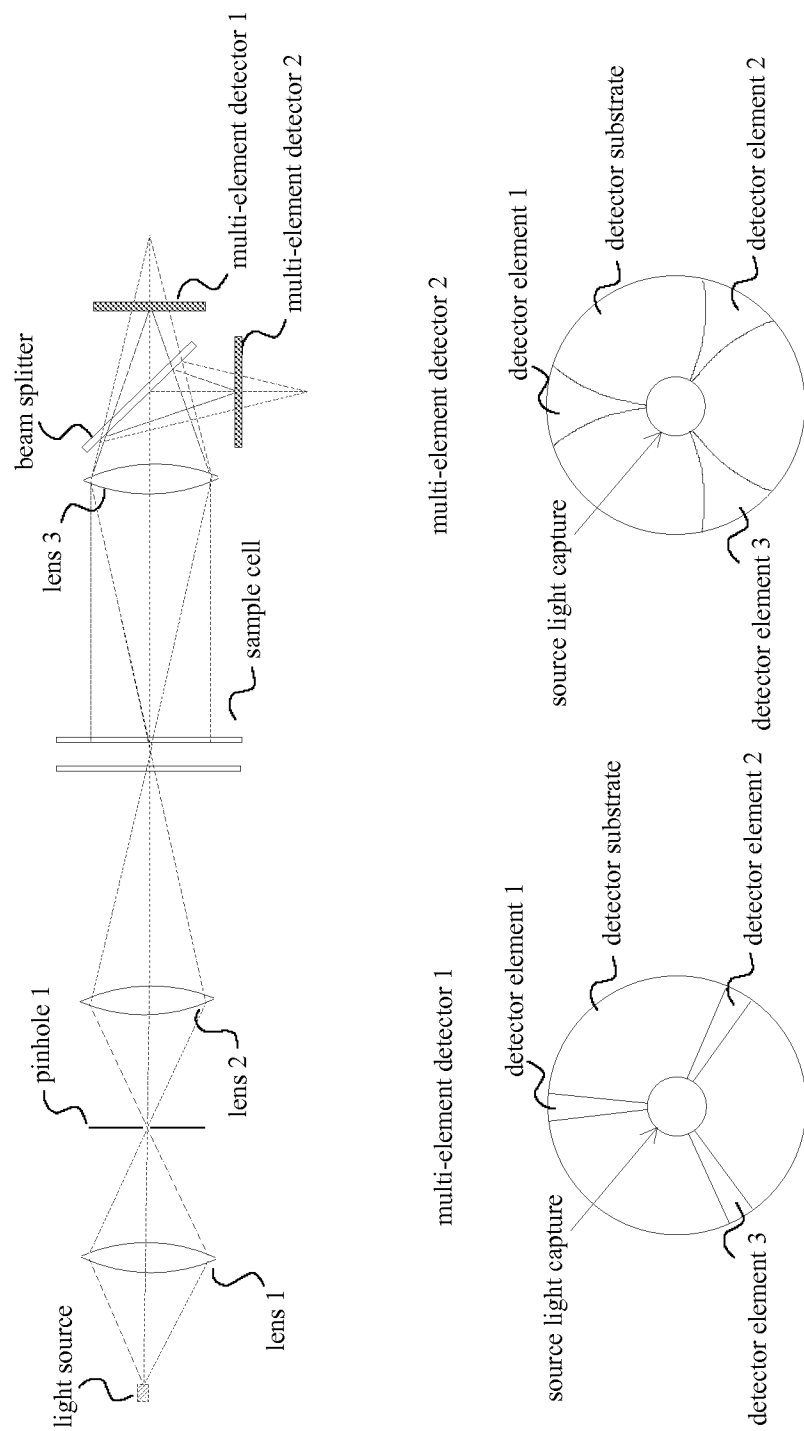 light source
lens 1
pinhole 1
lens 2
sample cell
lens 3
beam splitter
multi-element detector 1
multi-element detector 2
multi-element detector 1
detector element 1
detector substrate
detector element 2
detector element 3
source light capture
multi-element detector 2
detector element 1
detector substrate
detector element 2
detector element 3
source light capture